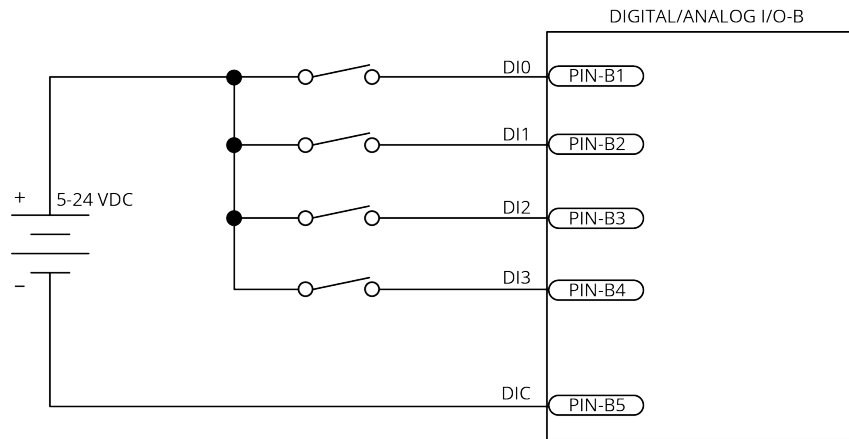 DIGITAL/ANALOG I/O-B
DI0
PIN-B1
DI1
PIN-B2
+ 5-24 VDC
DI2
PIN-B3
DI3
–
PIN-B4
DIC
PIN-B5